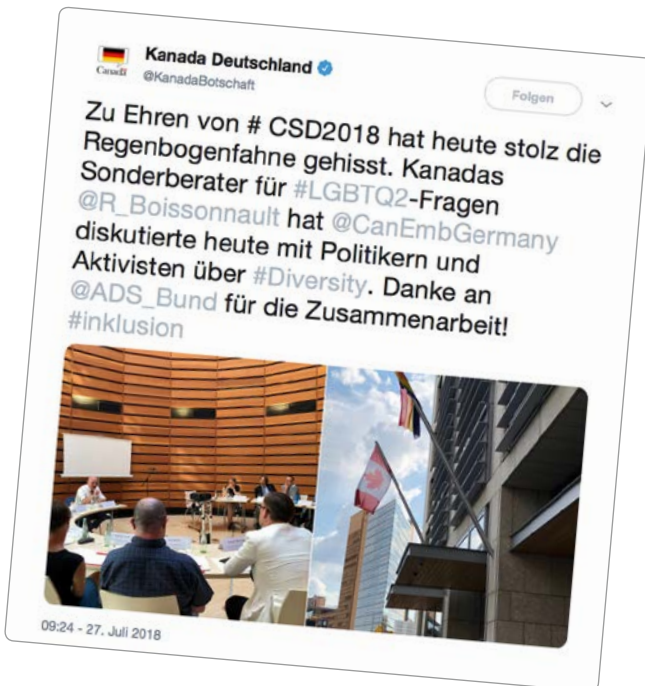 Kanada Deutschland
Canada
@KanadaBotschaft
Folgen
Zu Ehren von # CSD2018 hat heute stolz die
Regenbogenfahne gehisst. Kanadas
Sonderberater für #LGBTQ2-Fragen
@R_Boissonnault hat @CanEmbGermany
diskutierte heute mit Politikern und
Aktivisten über #Diversity. Danke an
@ADS_Bund für die Zusammenarbeit!
#inklusion
09:24 - 27. Juli 2018